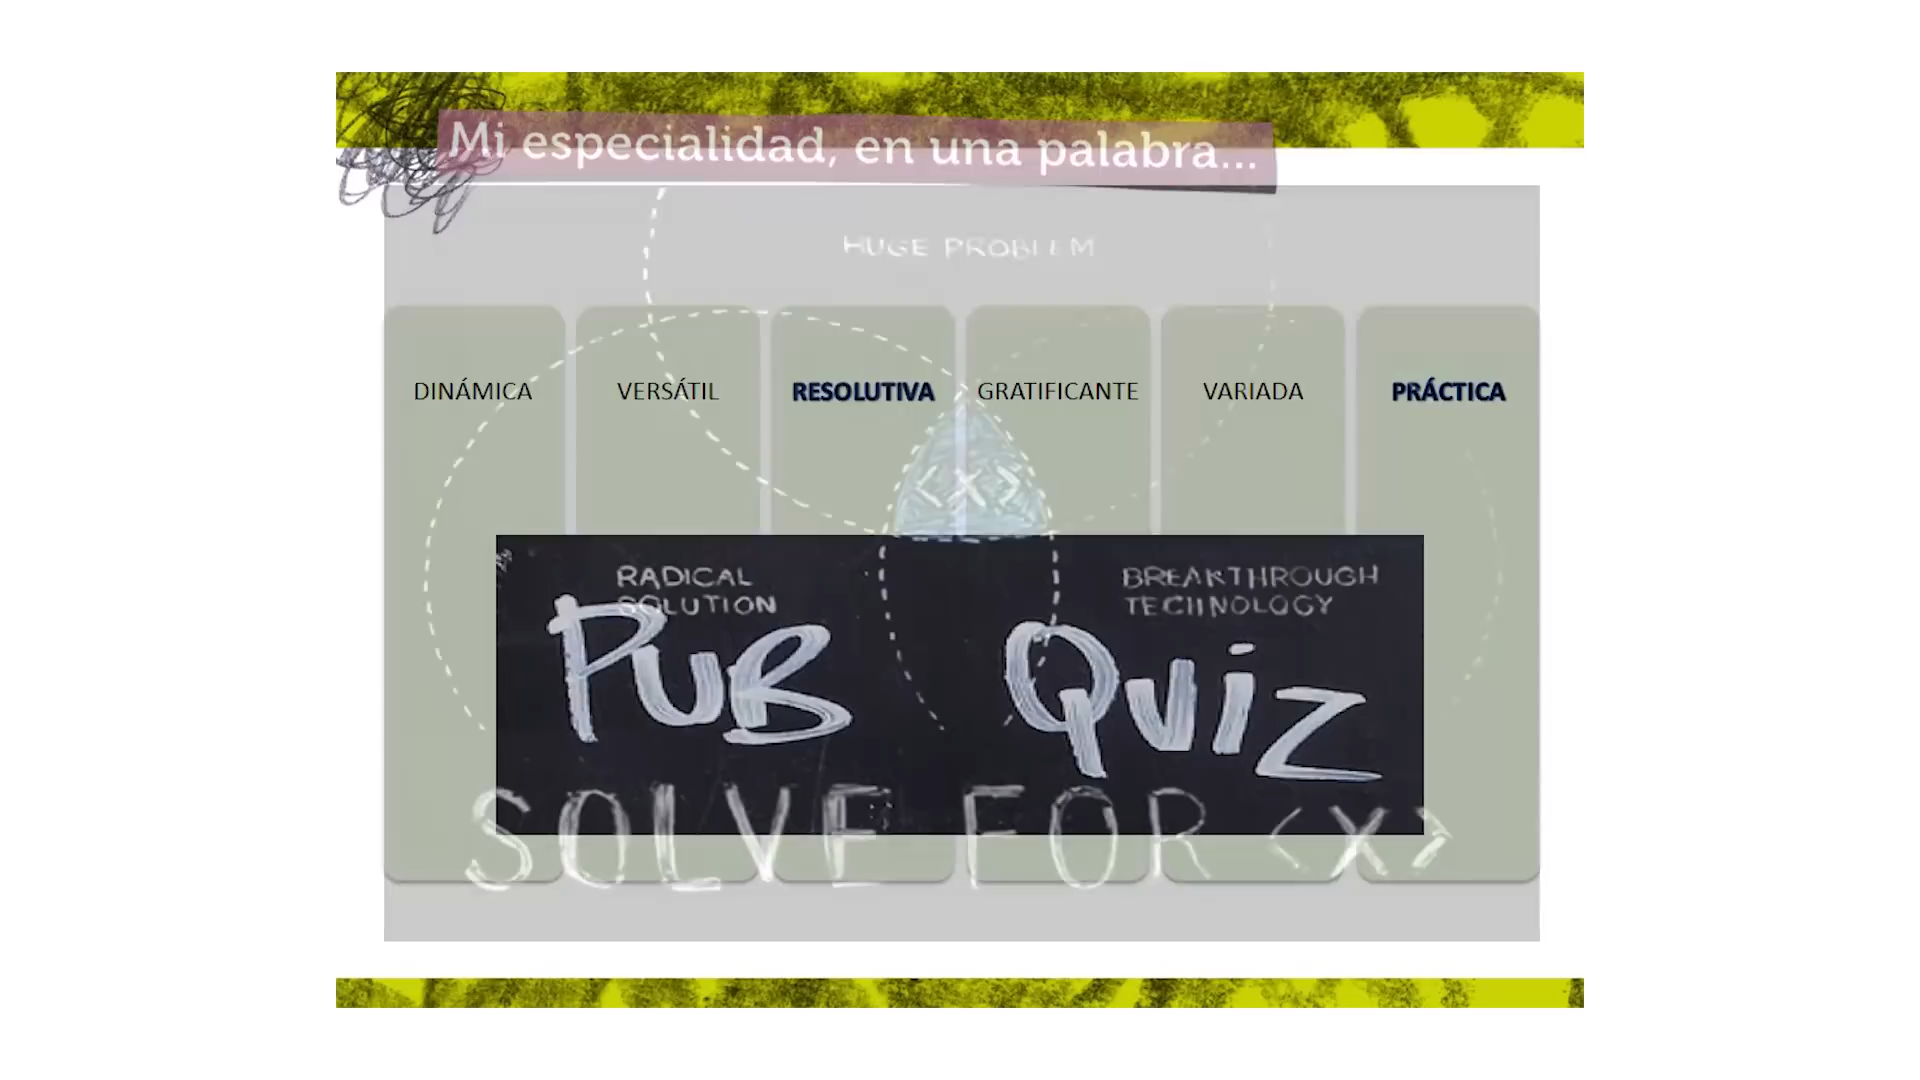 Mi especialidad, en una palabra...
HUGE PROBLEM
DINÁMICA
VERSÁTIL
RESOLUTIVA
GRATIFICANTE
VARIADA
PRÁCTICA
<X>
RADICAL
SOLUTION
BREAKTHROUGH
TECHNOLOGY
PUB QUIZ
SOLVE FOR <X>